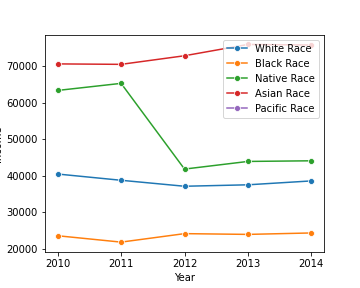 White Race
Black Race
Native Race
Asian Race
Pacific Race
70000
60000
50000
40000
30000
20000
2010
2011
2012
2013
2014
Year